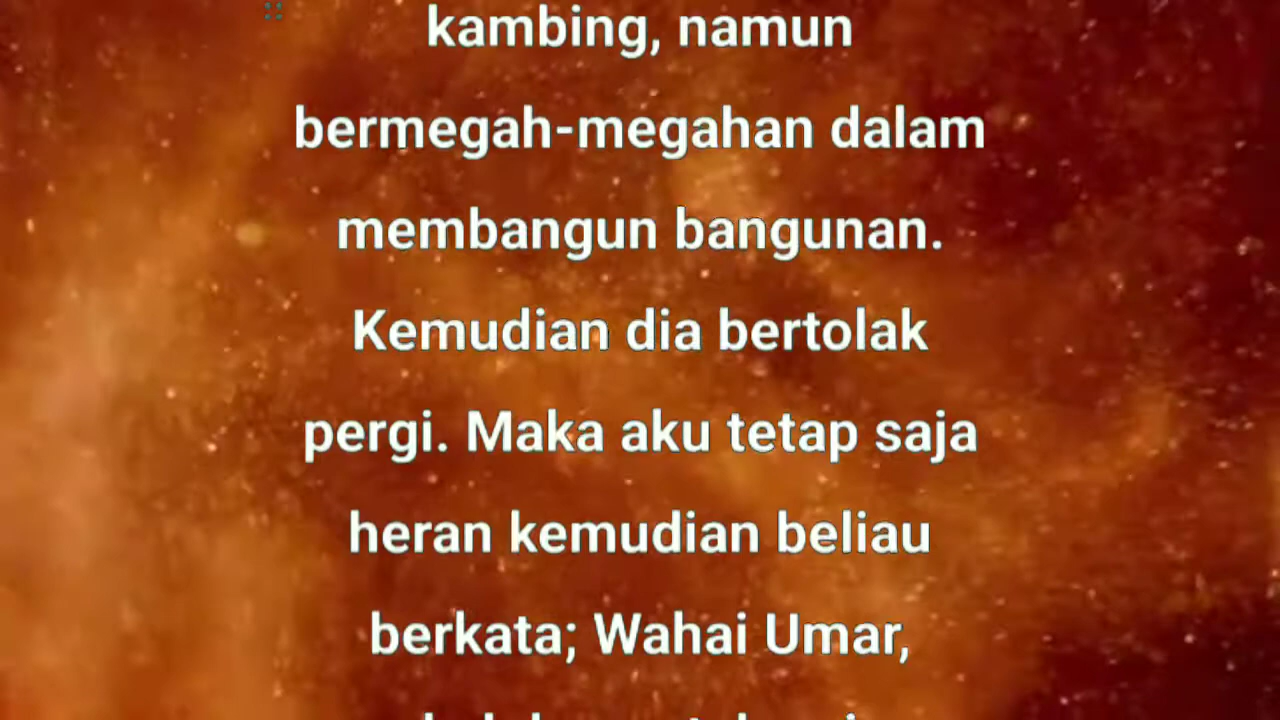 kambing, namun
bermegah-megahan dalam
membangun bangunan.
Kemudian dia bertolak
pergi. Maka aku tetap saja
heran kemudian beliau
berkata; Wahai Umar,